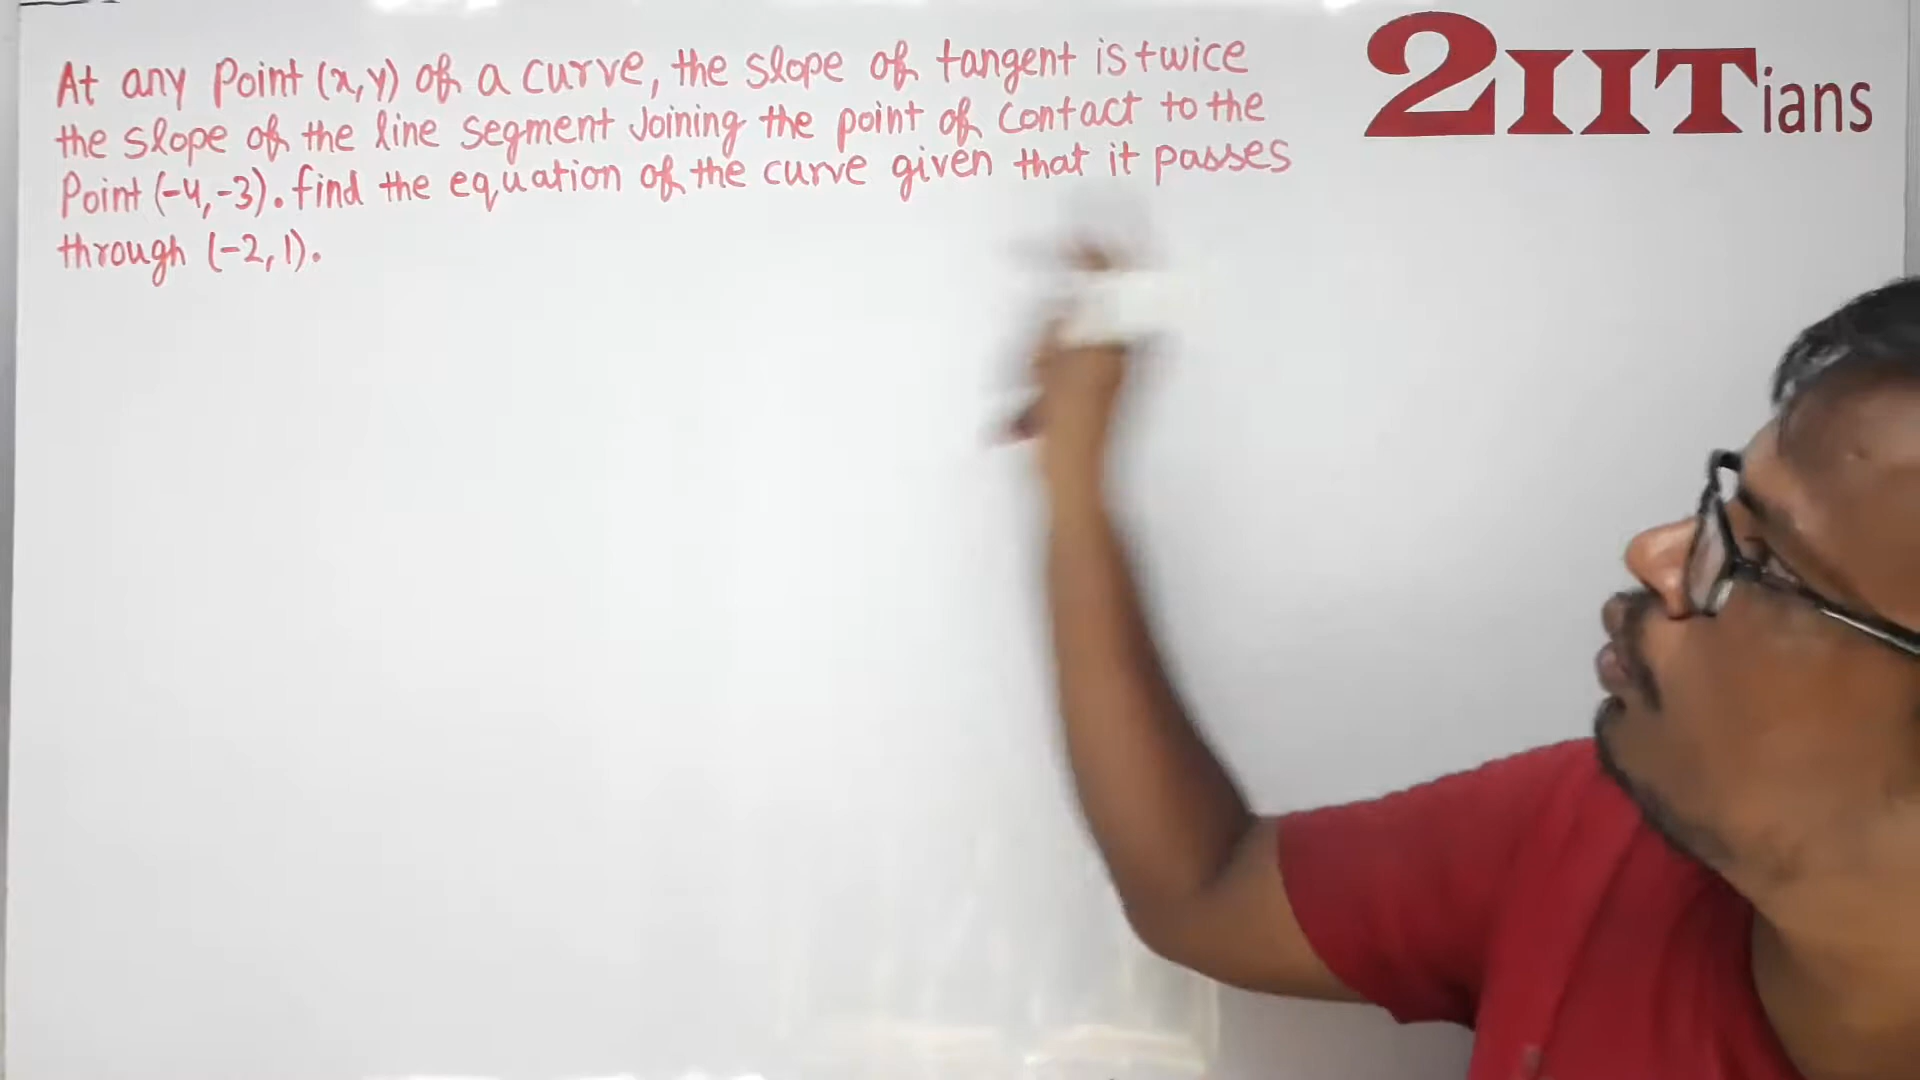 At any Point (x,y) of a curve, the slope of tangent is twice
the slope of the line segment Joining the point of contact to the
Point (-4,-3). find the equation of the curve given that it passes
through (-2,1).
2IITians